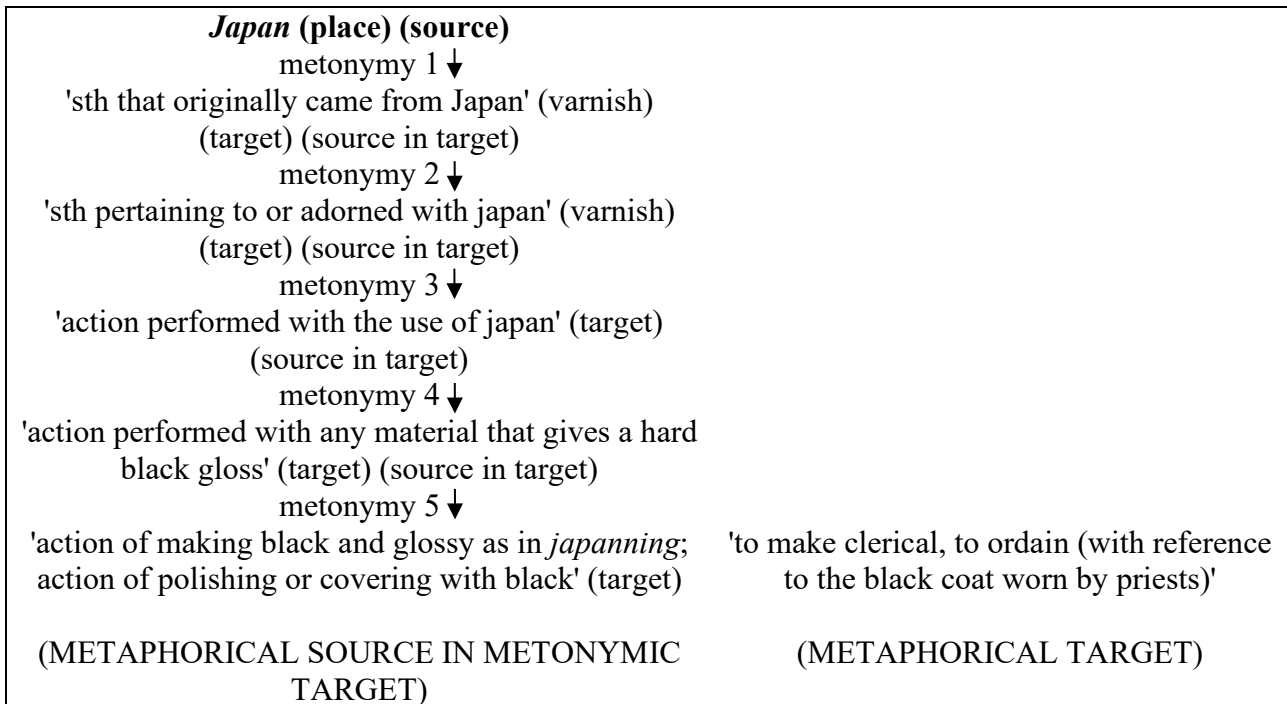 Japan (place) (source)
metonymy 1
'sth that originally came from Japan' (varnish)
(target) (source in target)
metonymy 2
'sth pertaining to or adorned with japan' (varnish)
(target) (source in target)
metonymy 3
'action performed with the use of japan' (target)
(source in target)
metonymy 4
'action performed with any material that gives a hard
black gloss' (target) (source in target)
metonymy 5
'action of making black and glossy as in japanning;
action of polishing or covering with black' (target)
'to make clerical, to ordain (with reference
to the black coat worn by priests)'
(METAPHORICAL SOURCE IN METONYMIC
TARGET)
(METAPHORICAL TARGET)